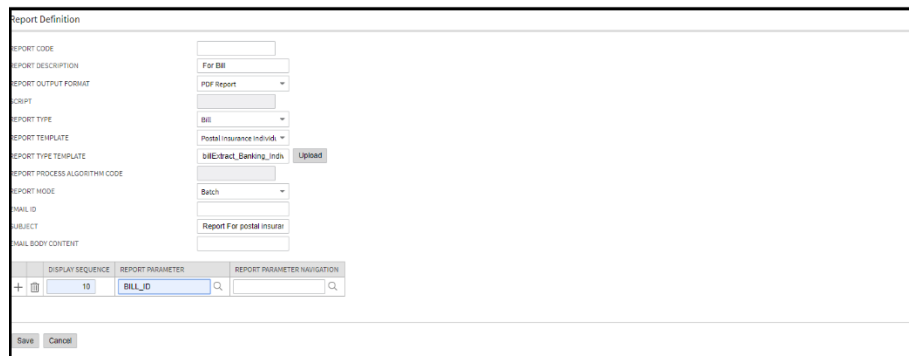 Report Definition
REPORT CODE
REPORT DESCRIPTION For Bill
REPORT OUTPUT FORMAT PDF Report
SCRIPT
REPORT TYPE Bill
REPORT TEMPLATE Postal Insurance Individu
REPORT TYPE TEMPLATE billExtract_Banking_Indiv Upload
REPORT PROCESS ALGORITHM CODE
REPORT MODE Batch
EMAIL ID
SUBJECT Report For postal insurar
EMAIL BODY CONTENT
DISPLAY SEQUENCE REPORT PARAMETER REPORT PARAMETER NAVIGATION
10 BILL_ID
Save Cancel